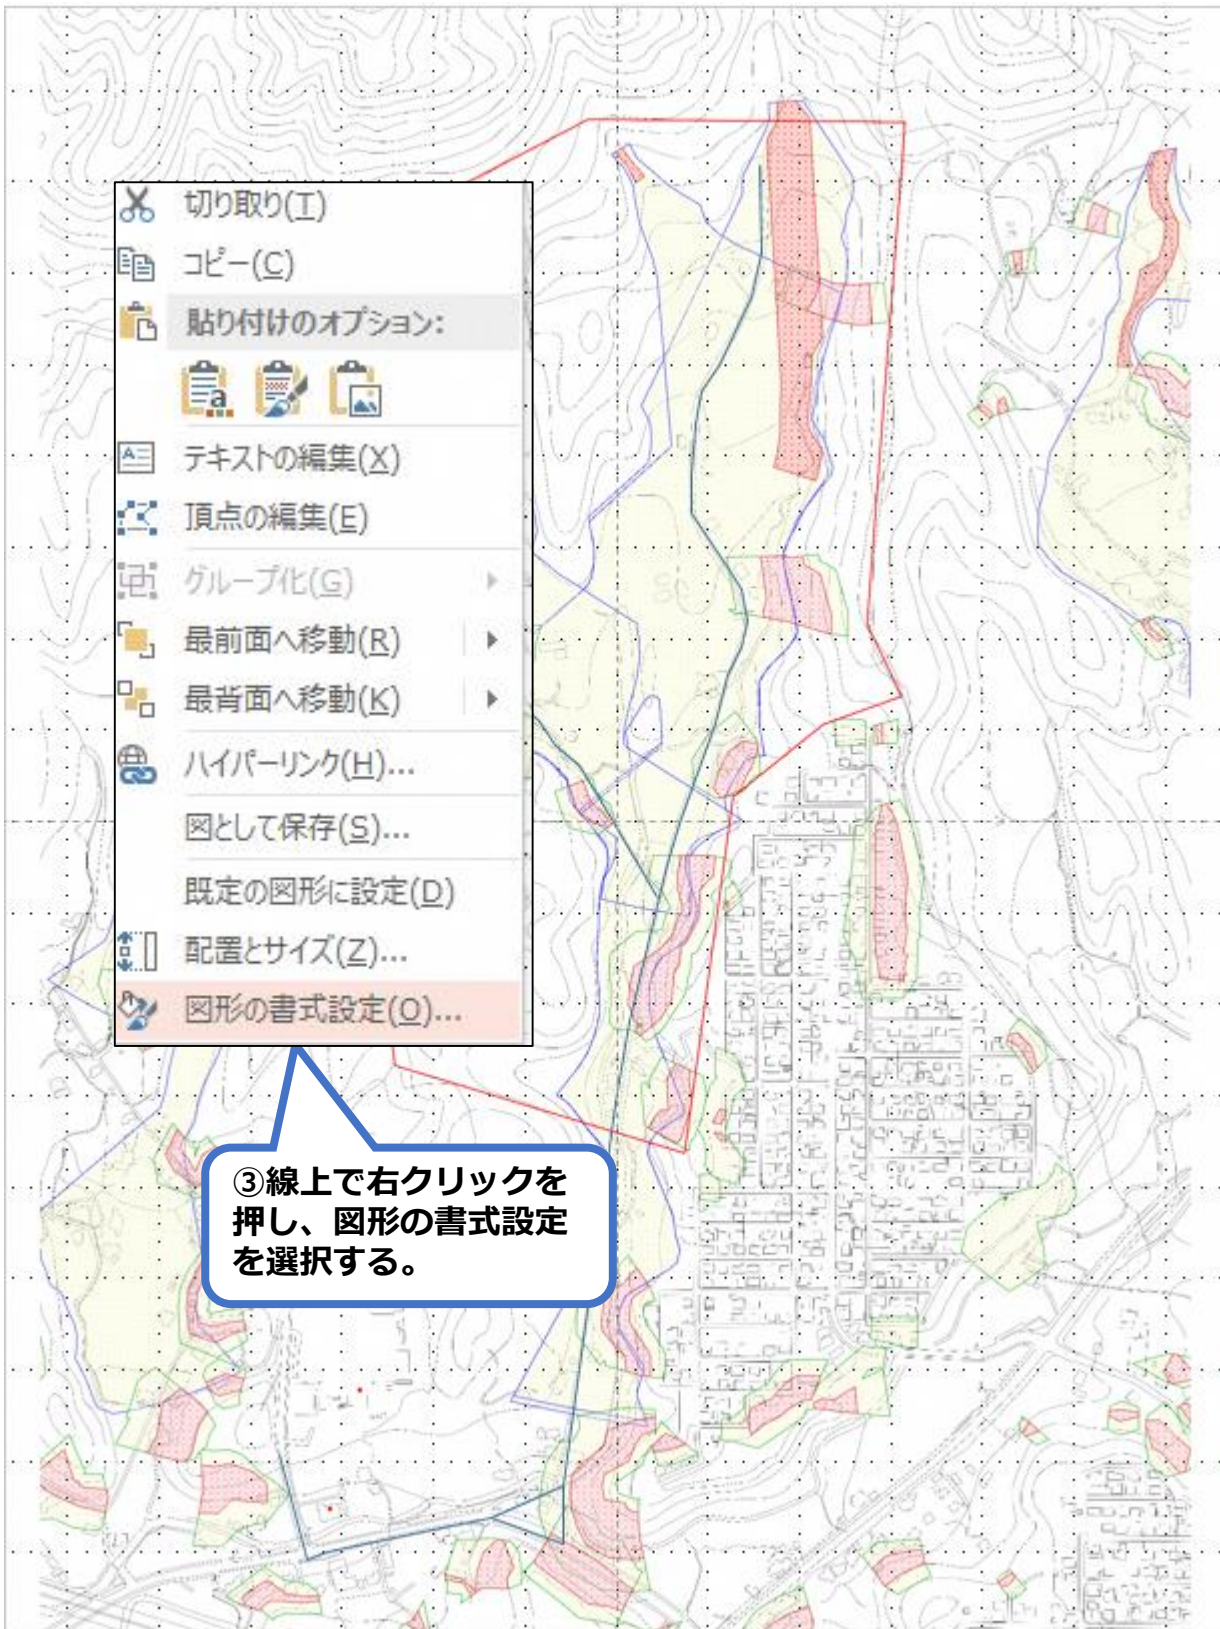 切り取り(T)
コピー(C)
貼り付けのオプション:
a
テキストの編集(X)
頂点の編集(E)
グループ化(G)
最前面へ移動(R)
最背面へ移動(K)
ハイパーリンク(H)...
図として保存(S)...
既定の図形に設定(D)
配置とサイズ(Z)...
図形の書式設定(O)...
③線上で右クリックを
押し、図形の書式設定
を選択する。